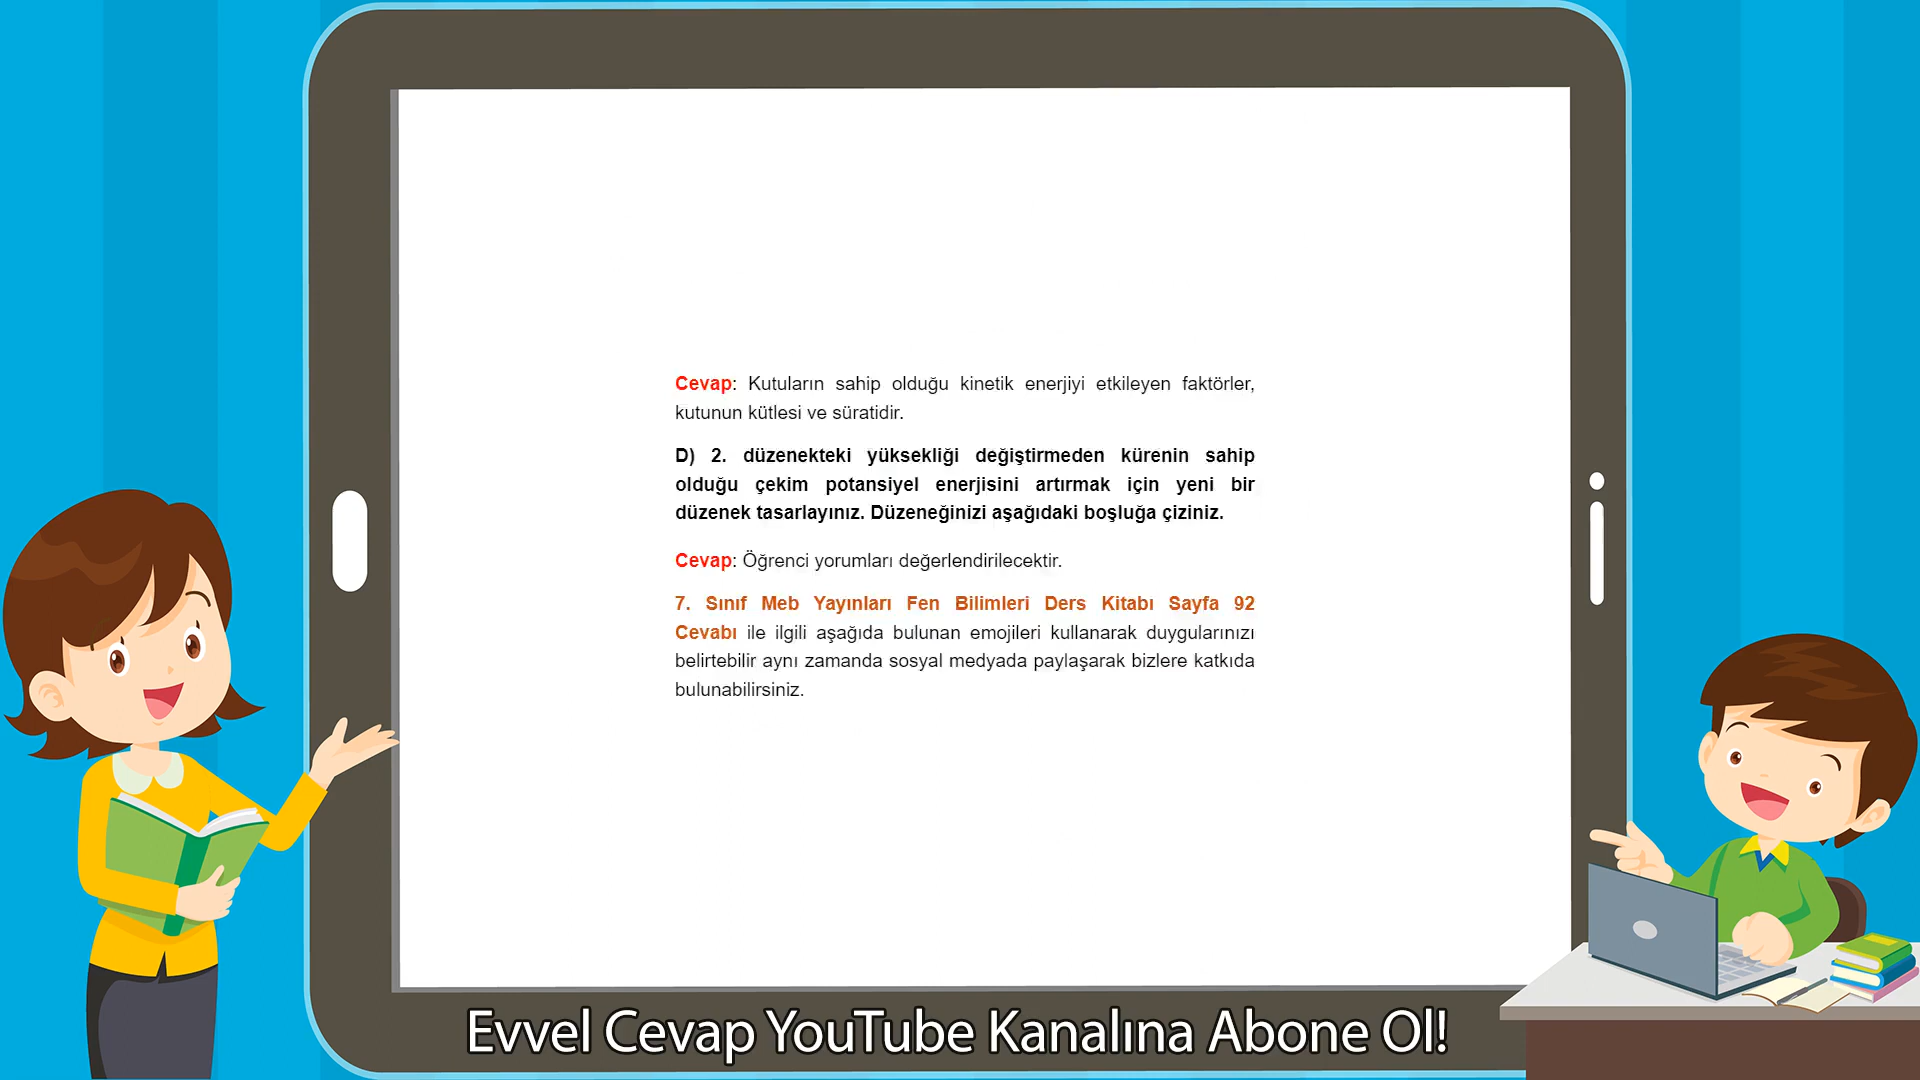 Cevap: Kutuların sahip olduğu kinetik enerjiyi etkileyen faktörler,
kutunun kütlesi ve süratidir.
D) 2. düzenekteki yüksekliği değiştirmeden kürenin sahip
olduğu çekim potansiyel enerjisini artırmak için yeni bir
düzenek tasarlayınız. Düzeneğinizi aşağıdaki boşluğa çiziniz.
Cevap: Öğrenci yorumları değerlendirilecektir.
7. Sınıf Meb Yayınları Fen Bilimleri Ders Kitabı Sayfa 92
Cevabı ile ilgili aşağıda bulunan emojileri kullanarak duygularınızı
belirtebilir aynı zamanda sosyal medyada paylaşarak bizlere katkıda
bulunabilirsiniz.
Evvel Cevap YouTube Kanalına Abone Ol!